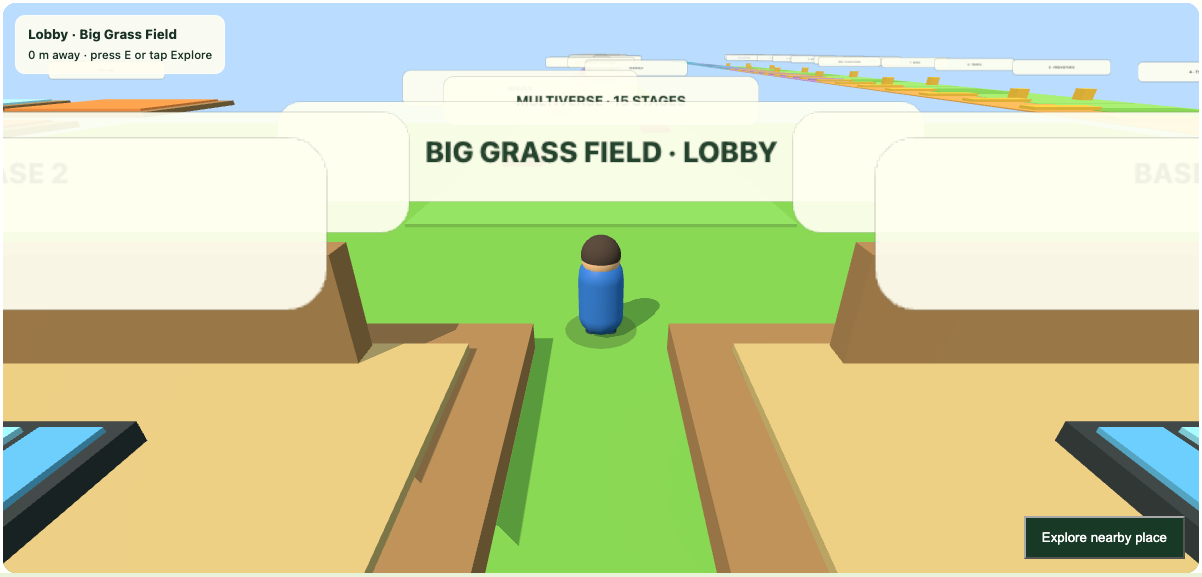 Lobby · Big Grass Field
0 m away · press E or tap Explore
MULTIVERSE · 15 STAGES
BIG GRASS FIELD · LOBBY
ASE 2
BASE
Explore nearby place